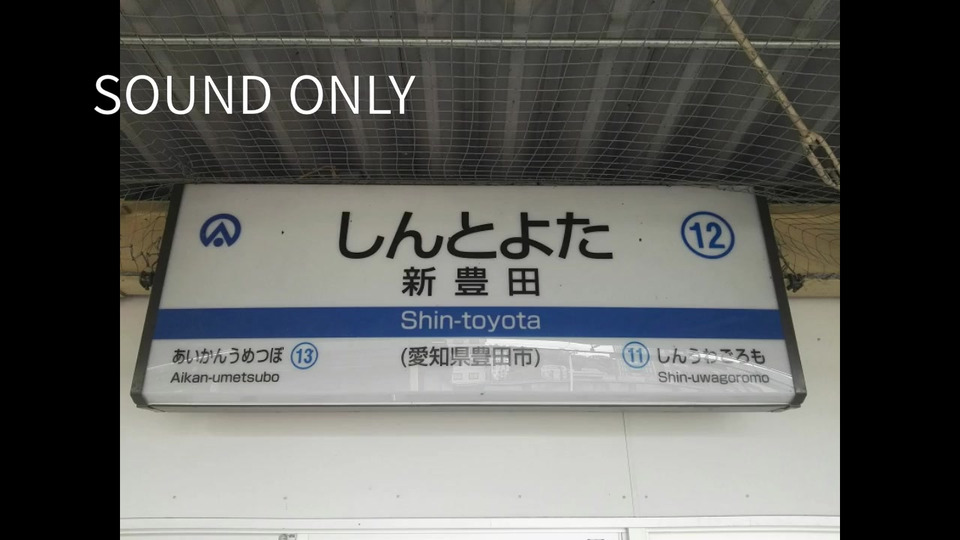 SOUND ONLY
しんとよた
12
新豊田
Shin-toyota
あいかんうめつぼ 13
Aikan-umetsubo
(愛知県豊田市)
11 しんうわごろも
Shin-uwagoromo